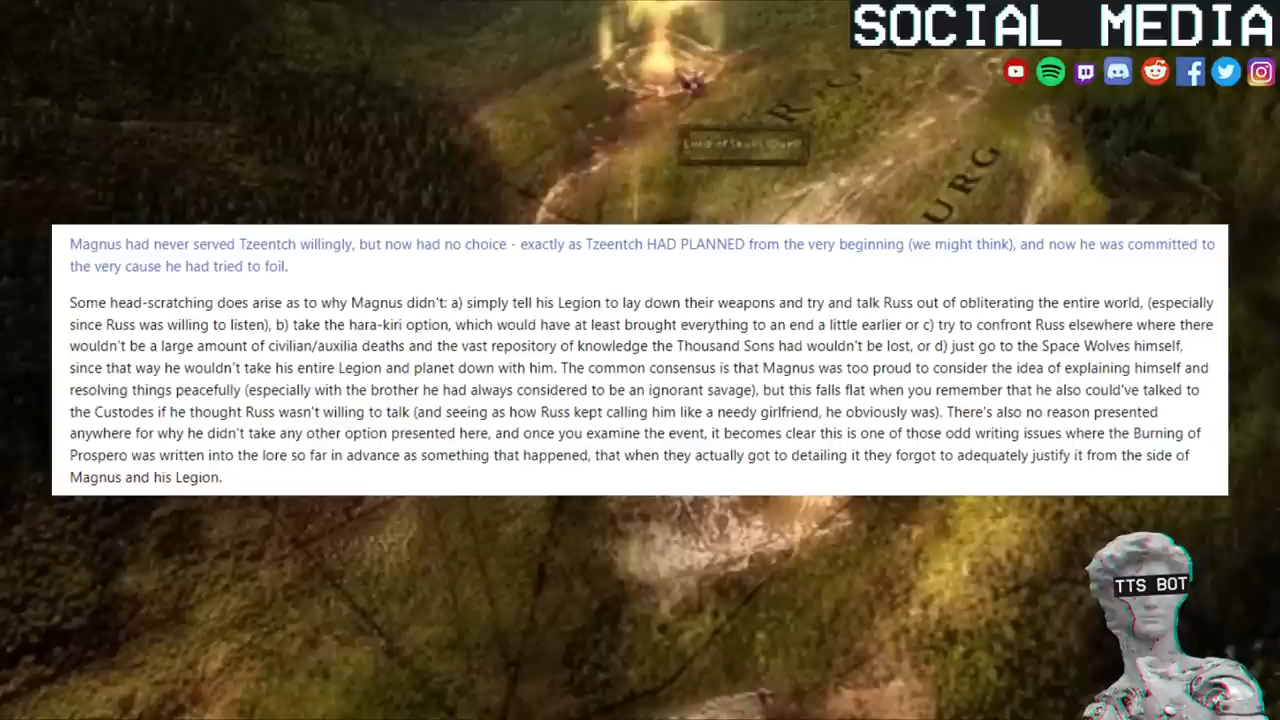 SOCIAL MEDIA
Lord of Skulls (Duel)
URG
Magnus had never served Tzeentch willingly, but now had no choice - exactly as Tzeentch HAD PLANNED from the very beginning (we might think), and now he was committed to
the very cause he had tried to foil.
Some head-scratching does arise as to why Magnus didn't: a) simply tell his Legion to lay down their weapons and try and talk Russ out of obliterating the entire world, (especially
since Russ was willing to listen), b) take the hara-kiri option, which would have at least brought everything to an end a little earlier or c) try to confront Russ elsewhere where there
wouldn't be a large amount of civilian/auxilia deaths and the vast repository of knowledge the Thousand Sons had wouldn't be lost, or d) just go to the Space Wolves himself,
since that way he wouldn't take his entire Legion and planet down with him. The common consensus is that Magnus was too proud to consider the idea of explaining himself and
resolving things peacefully (especially with the brother he had always considered to be an ignorant savage), but this falls flat when you remember that he also could've talked to
the Custodes if he thought Russ wasn't willing to talk (and seeing as how Russ kept calling him like a needy girlfriend, he obviously was). There's also no reason presented
anywhere for why he didn't take any other option presented here, and once you examine the event, it becomes clear this is one of those odd writing issues where the Burning of
Prospero was written into the lore so far in advance as something that happened, that when they actually got to detailing it they forgot to adequately justify it from the side of
Magnus and his Legion.
TTS BOT